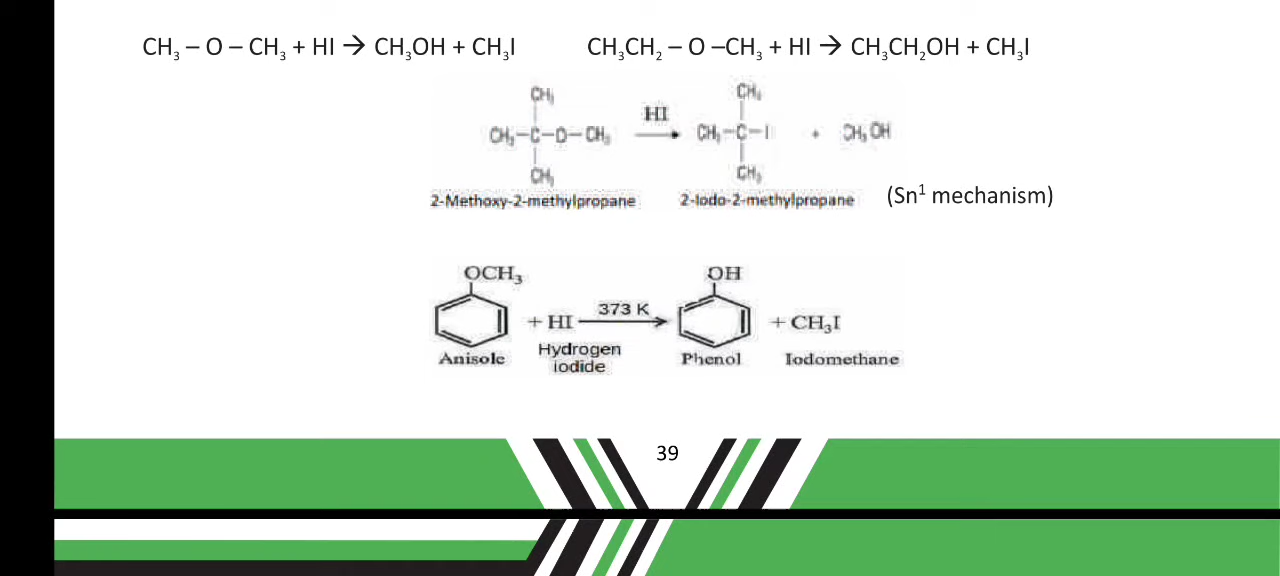 CH₃ – O – CH₃ + HI → CH₃OH + CH₃I CH₃CH₂ – O –CH₃ + HI → CH₃CH₂OH + CH₃I
CH₃ CH₃
HI
CH₃–C–O–CH₃ CH₃–C–I + CH₃OH
CH₃ CH₃
2-Methoxy-2-methylpropane 2-Iodo-2-methylpropane (Sn¹ mechanism)
OCH₃ OH
373 K
+ HI + CH₃I
Anisole Hydrogen iodide Phenol Iodomethane
39